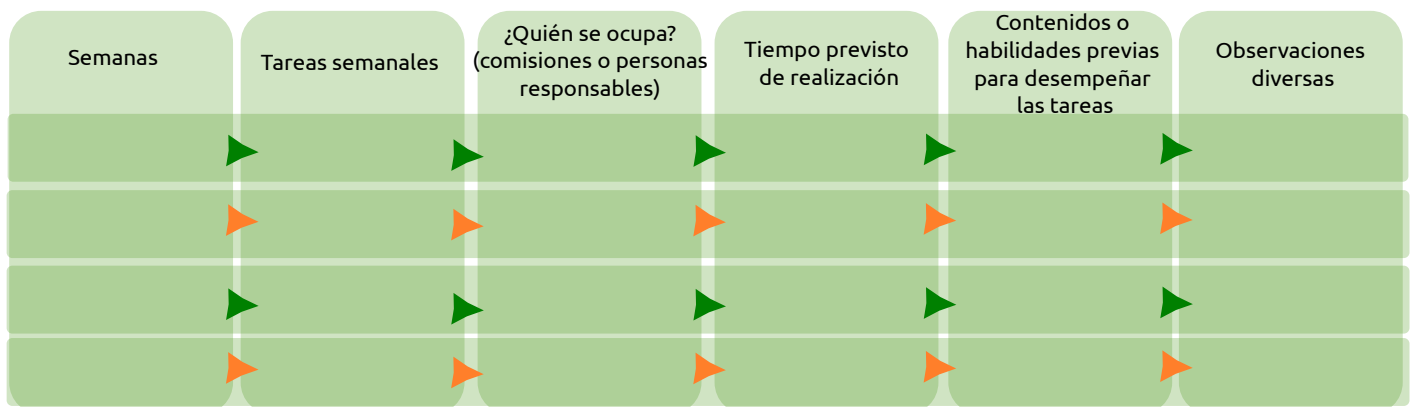 Semanas
Tareas semanales
¿Quién se ocupa?
(comisiones o personas
responsables)
Tiempo previsto
de realización
Contenidos o
habilidades previas
para desempeñar
las tareas
Observaciones
diversas